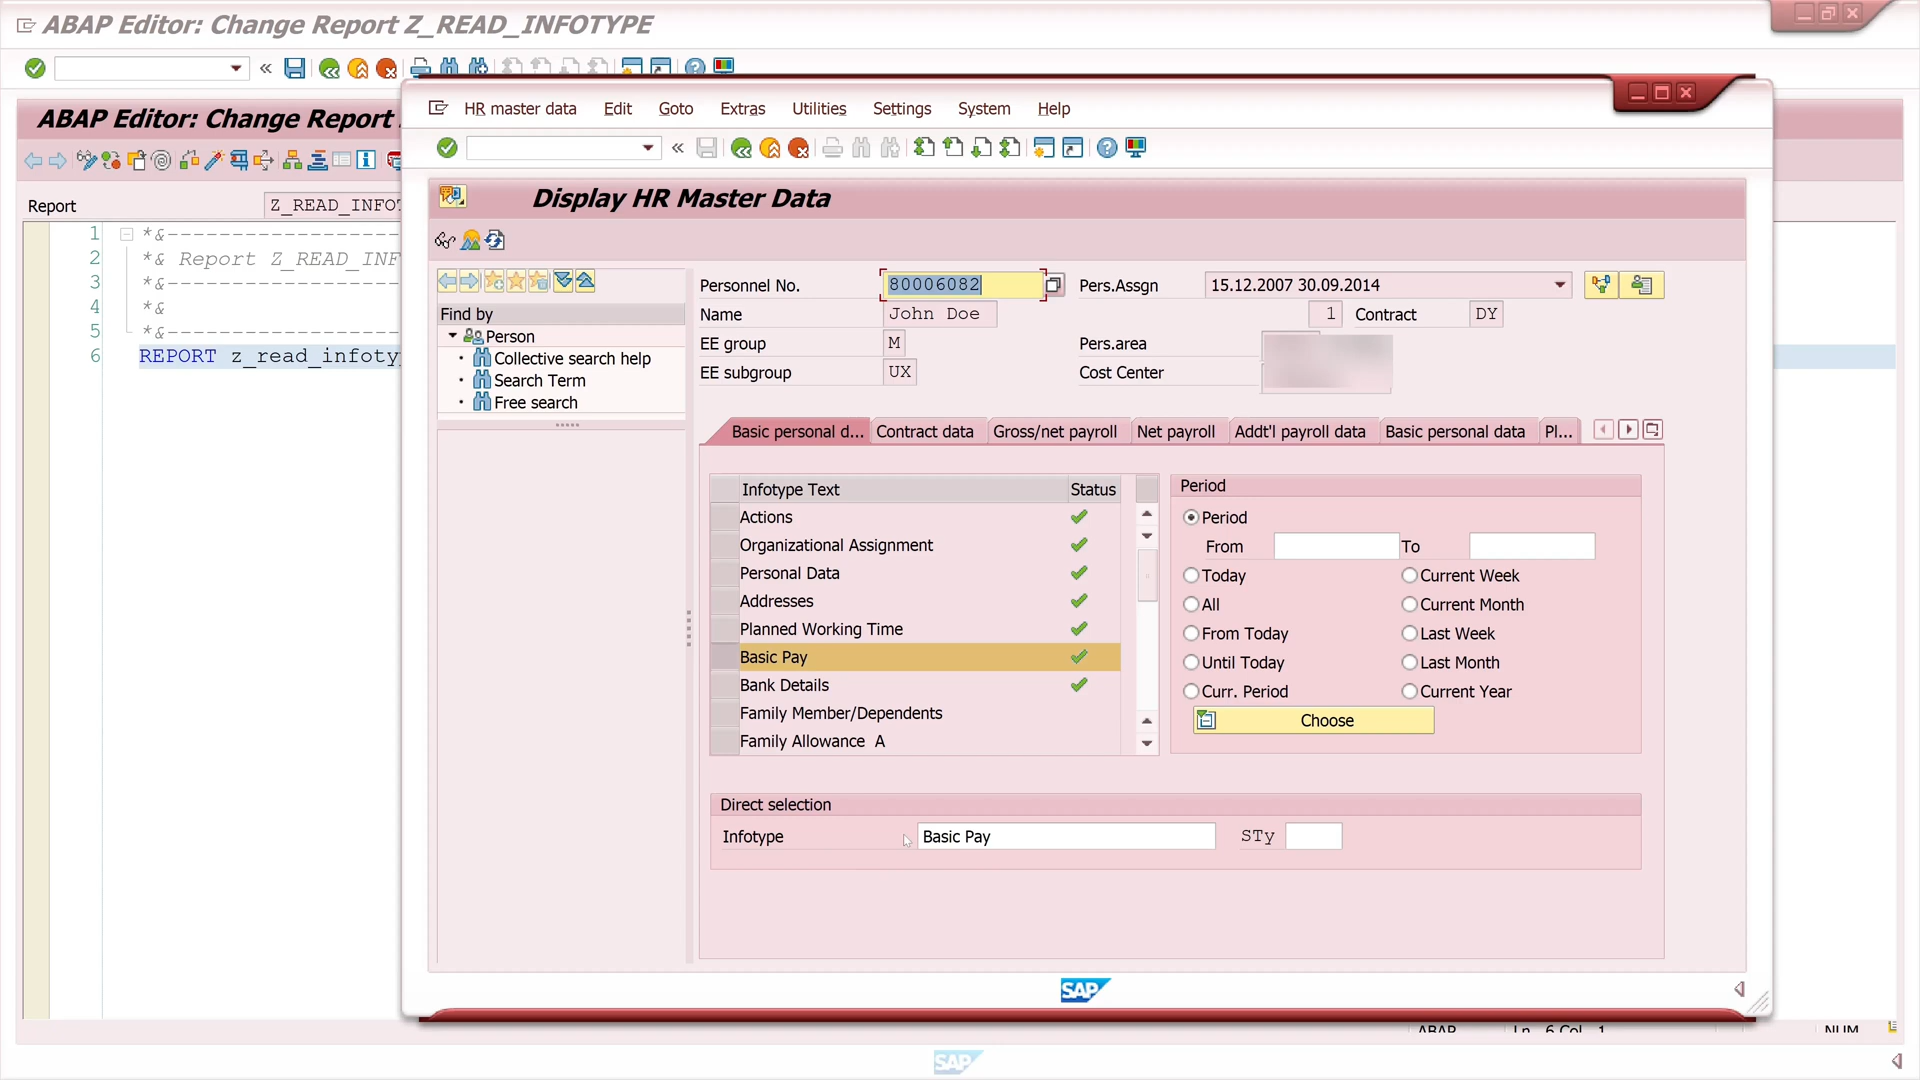 ABAP Editor: Change Report Z_READ_INFOTYPE
ABAP Editor: Change Report
Report Z_READ_INFOT
1 *&---------------------
2 *& Report Z_READ_INF
3 *&---------------------
4 *&
5 *&---------------------
6 REPORT z_read_infoty
HR master data Edit Goto Extras Utilities Settings System Help
Display HR Master Data
Find by
Person
Collective search help
Search Term
Free search
Personnel No. 80006082 Pers.Assgn 15.12.2007 30.09.2014
Name John Doe 1 Contract DY
EE group M Pers.area
EE subgroup UX Cost Center
Basic personal d... Contract data Gross/net payroll Net payroll Addt'l payroll data Basic personal data Pl...
Infotype Text Status
Actions
Organizational Assignment
Personal Data
Addresses
Planned Working Time
Basic Pay
Bank Details
Family Member/Dependents
Family Allowance A
Period
Period
From To
Today Current Week
All Current Month
From Today Last Week
Until Today Last Month
Curr. Period Current Year
Choose
Direct selection
Infotype Basic Pay STy
SAP
ABAP Ln 6 Col 1 NUM
SAP